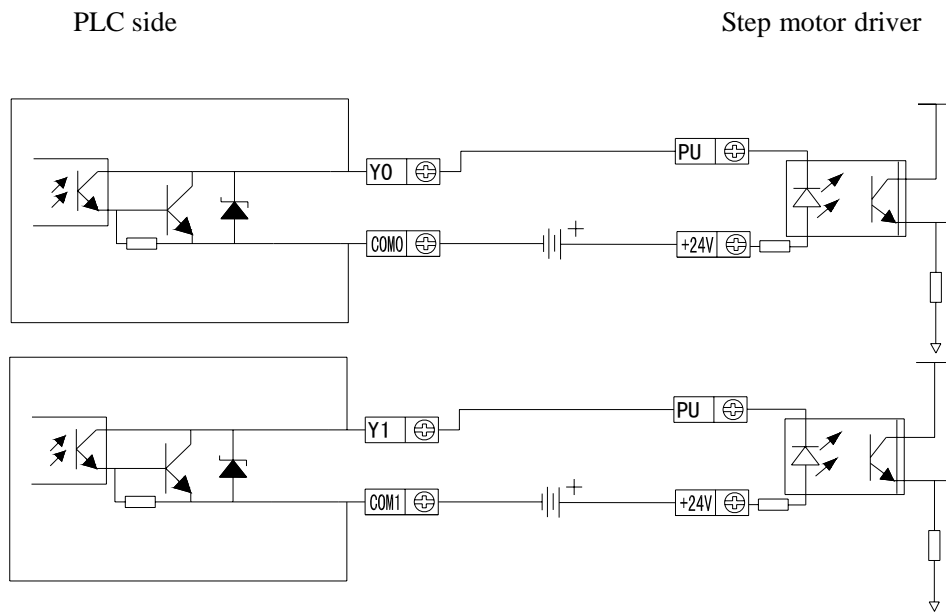 PLC side
Step motor driver
Y0
PU
COM0
+
+24V
Y1
PU
COM1
+
+24V